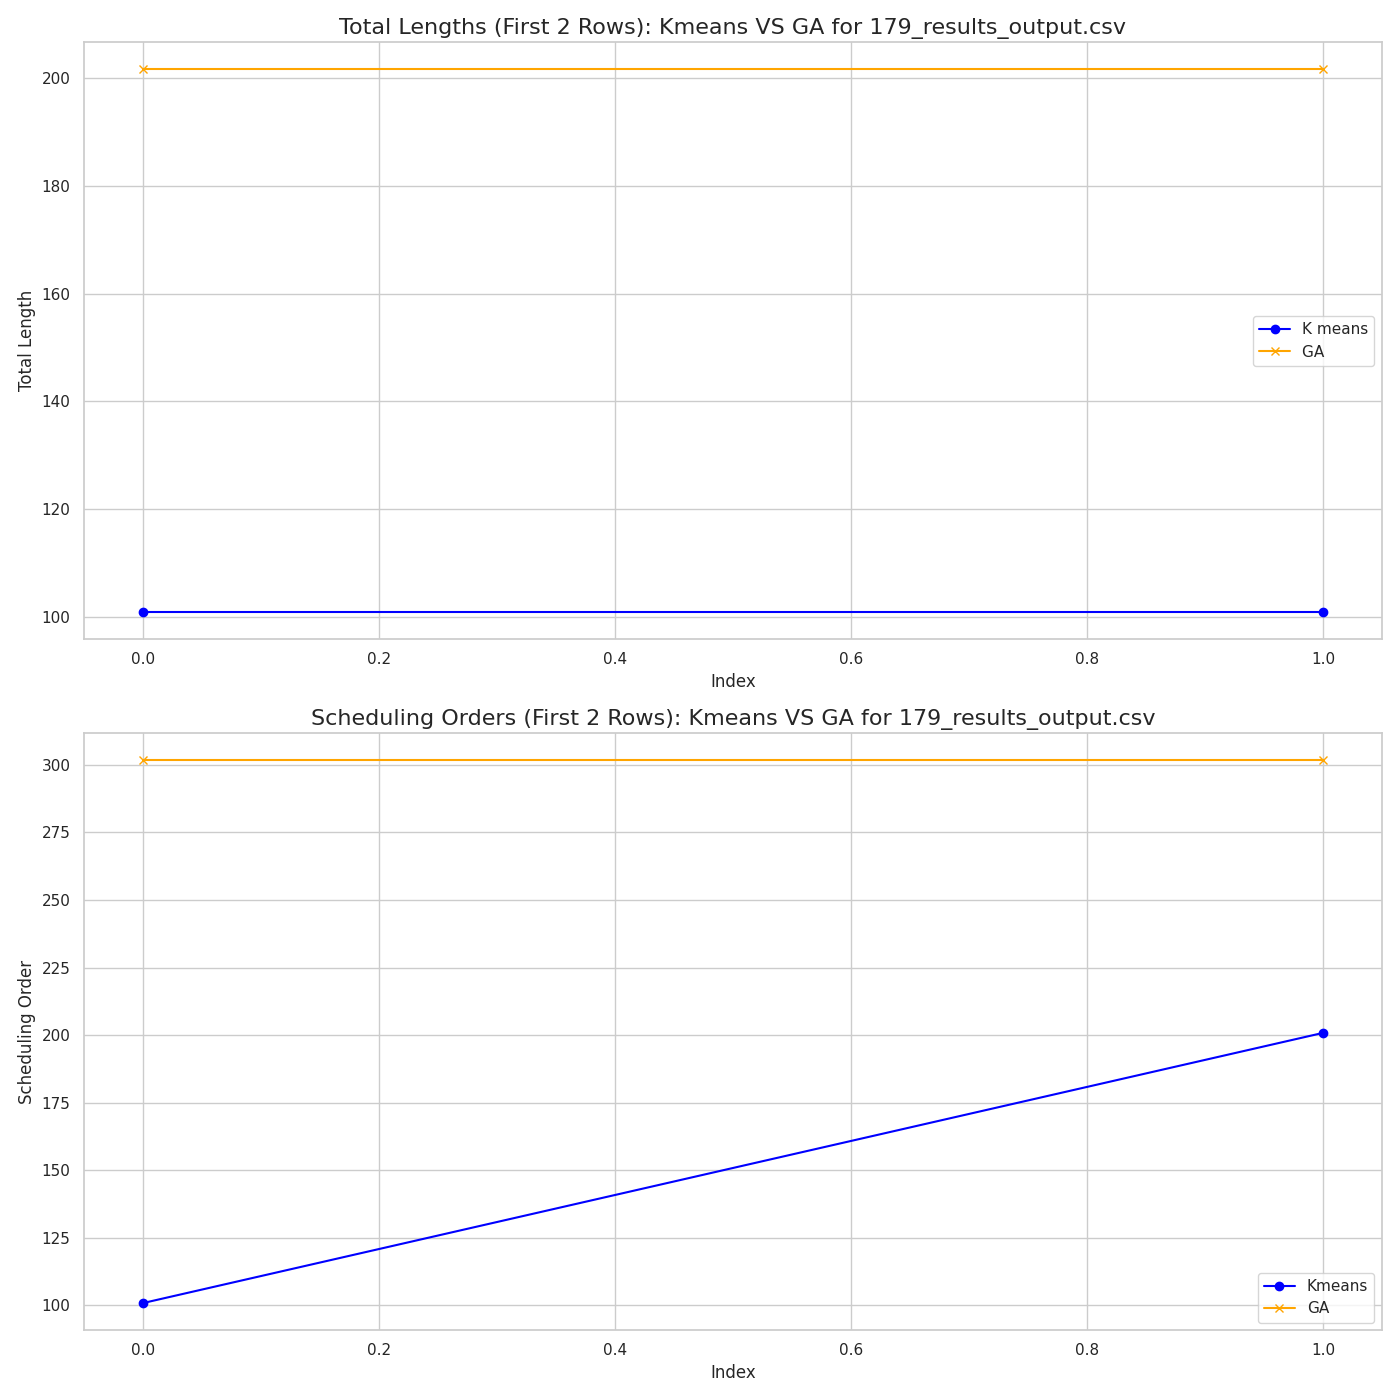 Total Lengths (First 2 Rows): Kmeans VS GA for 179_results_output.csv
200
180
160
140
120
100
Total Length
K means
GA
0.0 0.2 0.4 0.6 0.8 1.0
Index
Scheduling Orders (First 2 Rows): Kmeans VS GA for 179_results_output.csv
300
275
250
225
200
175
150
125
100
Scheduling Order
Kmeans
GA
0.0 0.2 0.4 0.6 0.8 1.0
Index